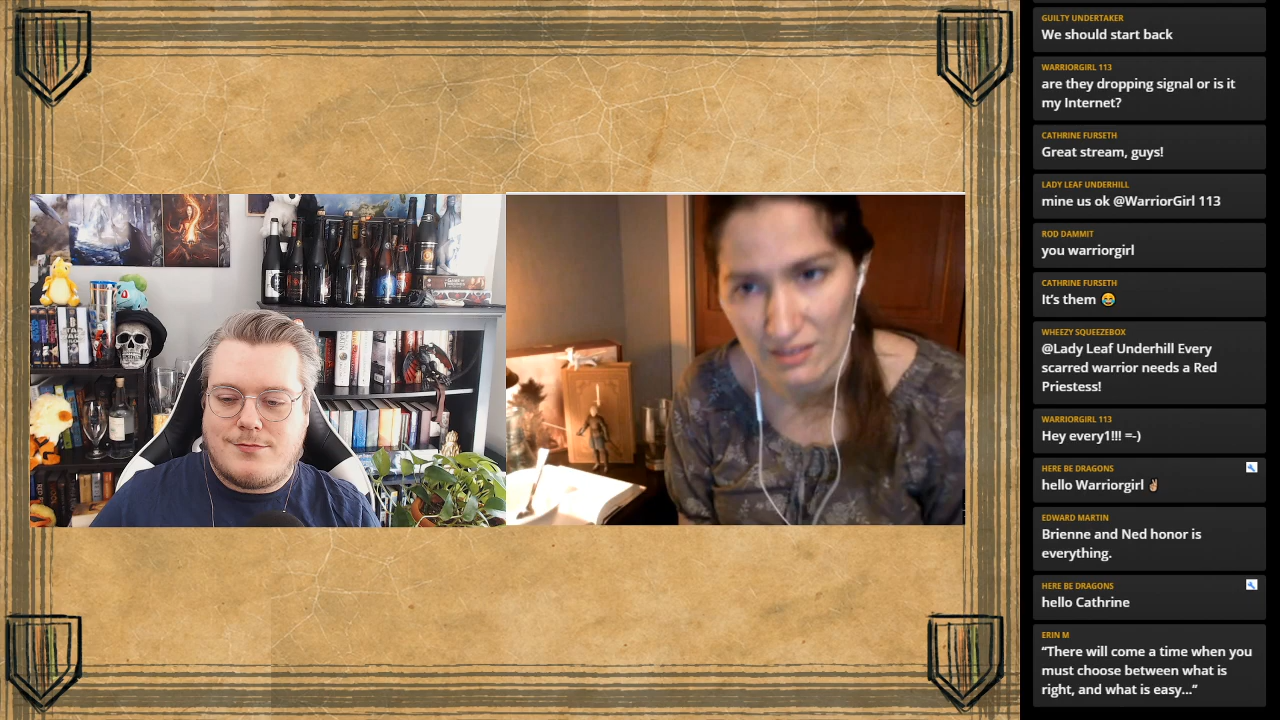 GUILTY UNDERTAKER
We should start back
WARRIORGIRL 113
are they dropping signal or is it
my Internet?
CATHRINE FURSETH
Great stream, guys!
LADY LEAF UNDERHILL
mine us ok @WarriorGirl 113
ROD DAMMIT
you warriorgirl
CATHRINE FURSETH
It's them 😂
WHEEZY SQUEEZEBOX
@Lady Leaf Underhill Every
scarred warrior needs a Red
Priestess!
WARRIORGIRL 113
Hey every1!!! =-)
HERE BE DRAGONS
hello Warriorgirl ✌🏽
EDWARD MARTIN
Brienne and Ned honor is
everything.
HERE BE DRAGONS
hello Cathrine
ERIN M
“There will come a time when you
must choose between what is
right, and what is easy...”